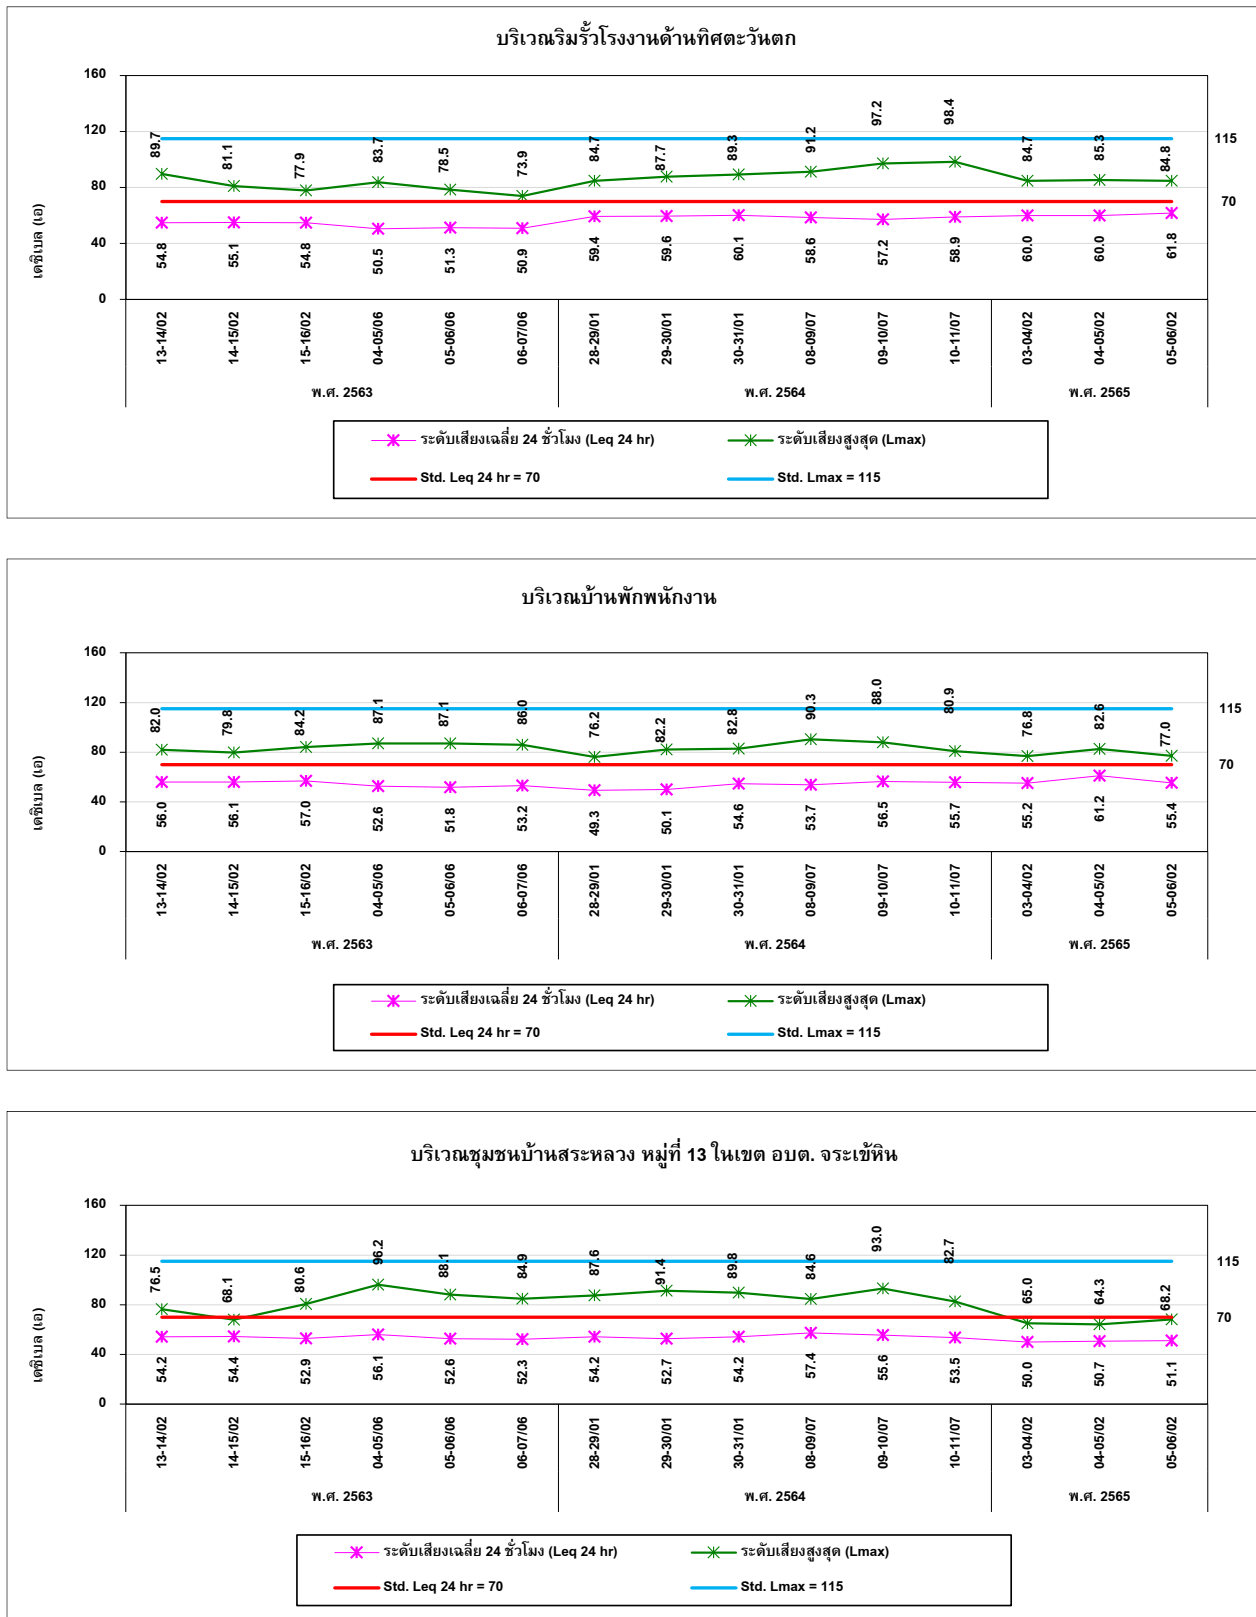 บริเวณริมรั้วโรงงานด้านทิศตะวันตก
เดซิเบล (เอ)
160
120
80
40
0
115
70
89.7 81.1 77.9 83.7 78.5 73.9 84.7 87.7 89.3 91.2 97.2 98.4 84.7 85.3 84.8
54.8 55.1 54.8 50.5 51.3 50.9 59.4 59.6 60.1 58.6 57.2 58.9 60.0 60.0 61.8
13-14/02 14-15/02 15-16/02 04-05/06 05-06/06 06-07/06 28-29/01 29-30/01 30-31/01 08-09/07 09-10/07 10-11/07 03-04/02 04-05/02 05-06/02
พ.ศ. 2563 พ.ศ. 2564 พ.ศ. 2565
ระดับเสียงเฉลี่ย 24 ชั่วโมง (Leq 24 hr) ระดับเสียงสูงสุด (Lmax)
Std. Leq 24 hr = 70 Std. Lmax = 115
บริเวณบ้านพักพนักงาน
เดซิเบล (เอ)
160
120
80
40
0
115
70
82.0 79.8 84.2 87.1 87.1 86.0 76.2 82.2 82.8 90.3 88.0 80.9 76.8 82.6 77.0
56.0 56.1 57.0 52.6 51.8 53.2 49.3 50.1 54.6 53.7 56.5 55.7 55.2 61.2 55.4
13-14/02 14-15/02 15-16/02 04-05/06 05-06/06 06-07/06 28-29/01 29-30/01 30-31/01 08-09/07 09-10/07 10-11/07 03-04/02 04-05/02 05-06/02
พ.ศ. 2563 พ.ศ. 2564 พ.ศ. 2565
ระดับเสียงเฉลี่ย 24 ชั่วโมง (Leq 24 hr) ระดับเสียงสูงสุด (Lmax)
Std. Leq 24 hr = 70 Std. Lmax = 115
บริเวณชุมชนบ้านสระหลวง หมู่ที่ 13 ในเขต อบต. จระเข้หิน
เดซิเบล (เอ)
160
120
80
40
0
115
70
76.5 68.1 80.6 96.2 88.1 84.9 87.6 91.4 89.8 84.6 93.0 82.7 65.0 64.3 68.2
54.2 54.4 52.9 56.1 52.6 52.3 54.2 52.7 54.2 57.4 55.6 53.5 50.0 50.7 51.1
13-14/02 14-15/02 15-16/02 04-05/06 05-06/06 06-07/06 28-29/01 29-30/01 30-31/01 08-09/07 09-10/07 10-11/07 03-04/02 04-05/02 05-06/02
พ.ศ. 2563 พ.ศ. 2564 พ.ศ. 2565
ระดับเสียงเฉลี่ย 24 ชั่วโมง (Leq 24 hr) ระดับเสียงสูงสุด (Lmax)
Std. Leq 24 hr = 70 Std. Lmax = 115